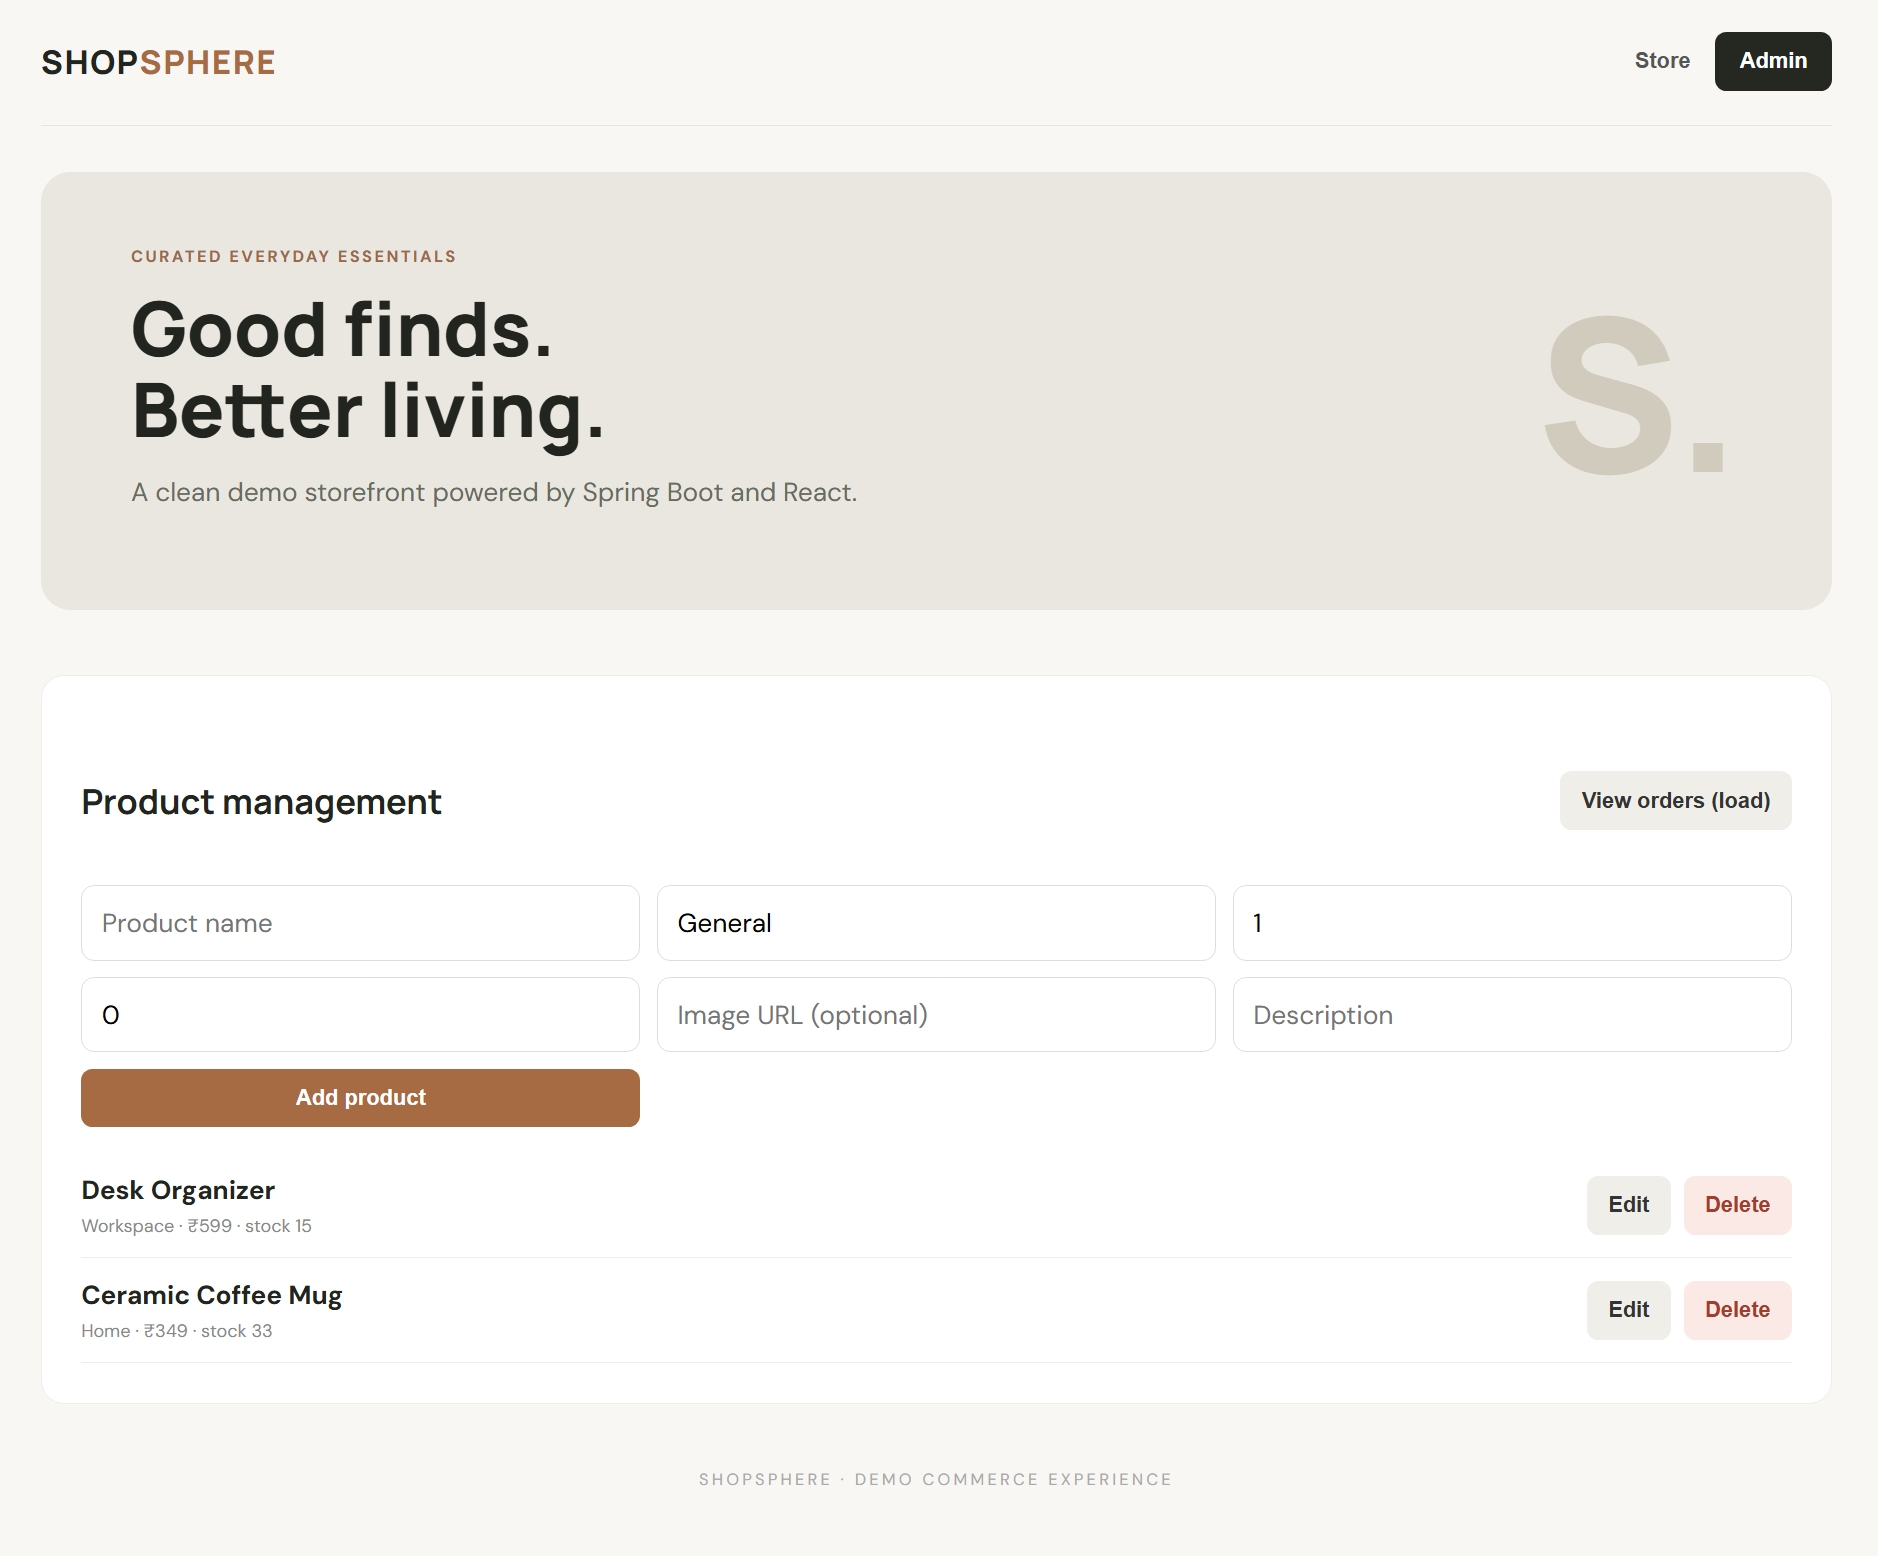 SHOPSPHERE
Store
Admin
CURATED EVERYDAY ESSENTIALS
Good finds.
Better living.
A clean demo storefront powered by Spring Boot and React.
S.
Product management
View orders (load)
Product name
General
1
0
Image URL (optional)
Description
Add product
Desk Organizer
Workspace · ₹599 · stock 15
Edit
Delete
Ceramic Coffee Mug
Home · ₹349 · stock 33
Edit
Delete
SHOPSPHERE · DEMO COMMERCE EXPERIENCE